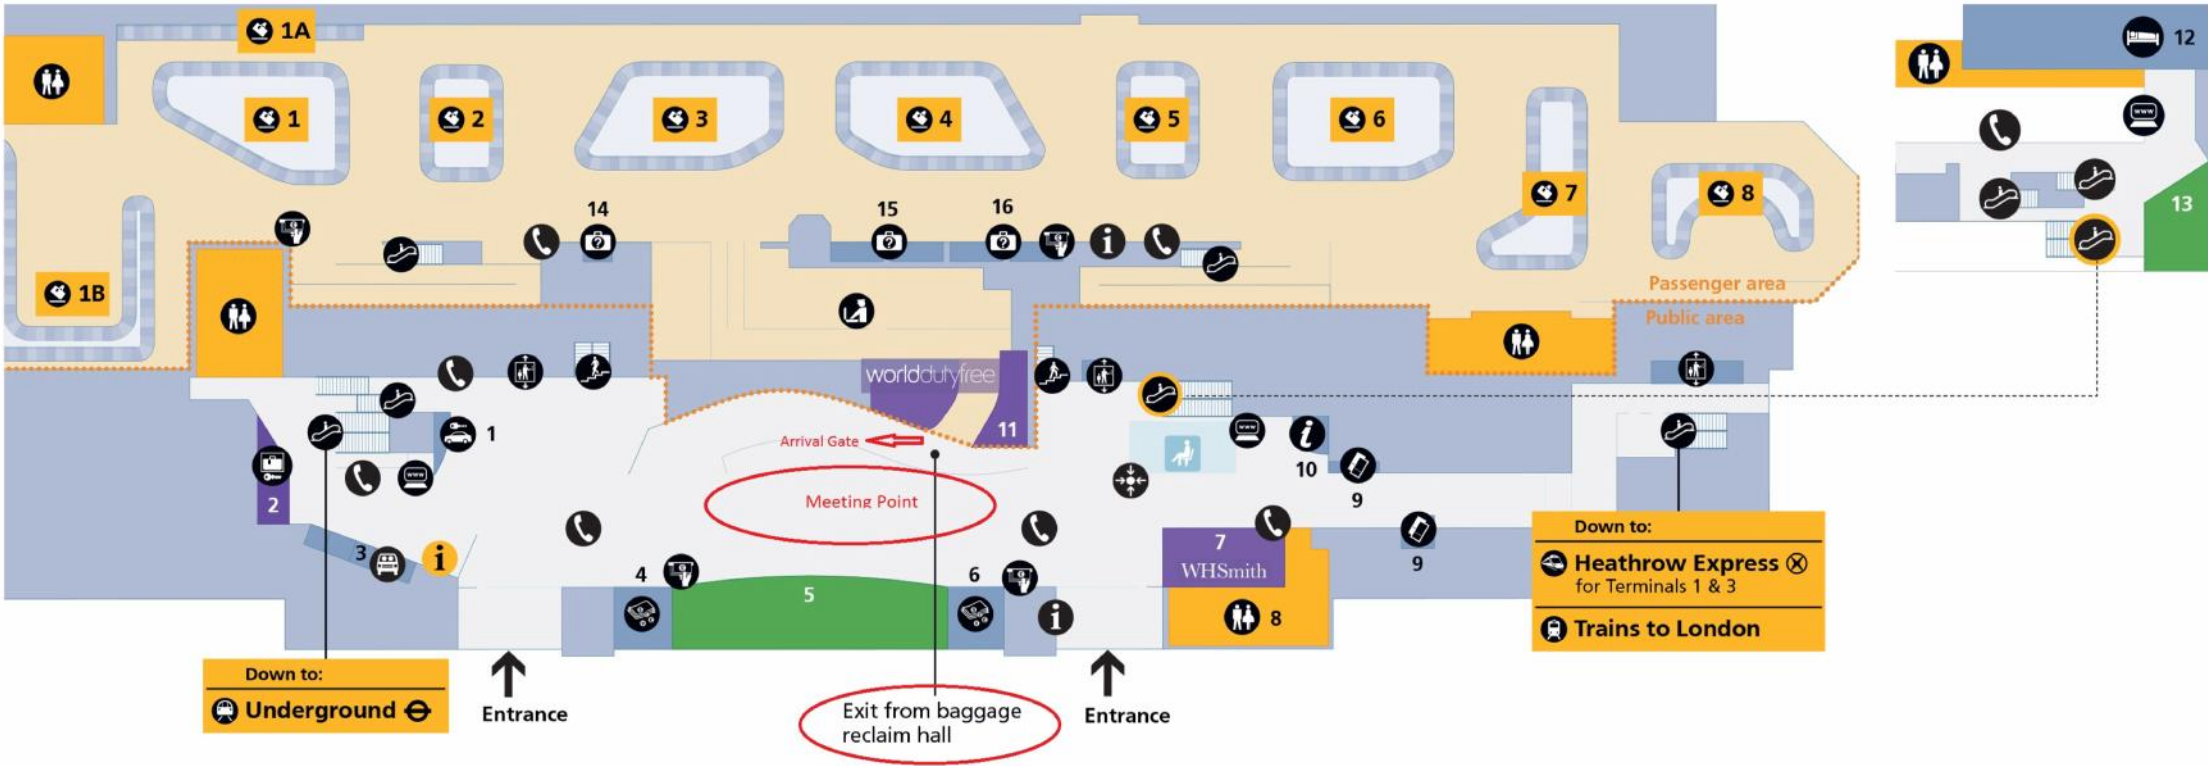 1A
12
1
2
3
4
5
6
7
8
13
14
15
16
1B
Passenger area
Public area
worlddutyfree
11
Arrival Gate
1
10
9
2
Meeting Point
3
7
WHSmith
9
Down to:
Heathrow Express
for Terminals 1 & 3
Trains to London
4
5
6
8
Down to:
Underground
Entrance
Exit from baggage
reclaim hall
Entrance
www
www
www